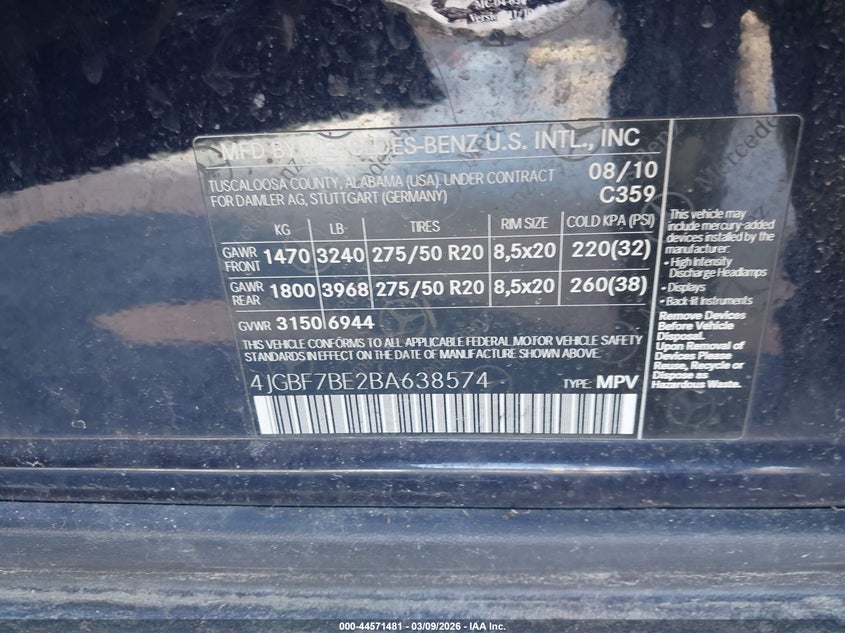 MFD BY MERCEDES-BENZ U.S. INTL., INC
TUSCALOOSA COUNTY, ALABAMA (USA). UNDER CONTRACT
FOR DAIMLER AG, STUTTGART (GERMANY)
08/10
C359
KG LB TIRES RIM SIZE COLD KPA (PSI)
GAWR FRONT 1470 3240 275/50 R20 8,5x20 220(32)
GAWR REAR 1800 3968 275/50 R20 8,5x20 260(38)
GVWR 3150 6944
THIS VEHICLE CONFORMS TO ALL APPLICABLE FEDERAL MOTOR VEHICLE SAFETY
STANDARDS IN EFFECT ON THE DATE OF MANUFACTURE SHOWN ABOVE.
4JGBF7BE2BA638574 TYPE: MPV
This vehicle may
include mercury-added
devices installed by the
manufacturer:
• High Intensity
Discharge Headlamps
• Displays
• Back-lit Instruments
Remove Devices
Before Vehicle
Disposal.
Upon Removal of
Devices Please
Reuse, Recycle or
Dispose as
Hazardous Waste.
000-44571481 - 03/09/2026 - IAA Inc.